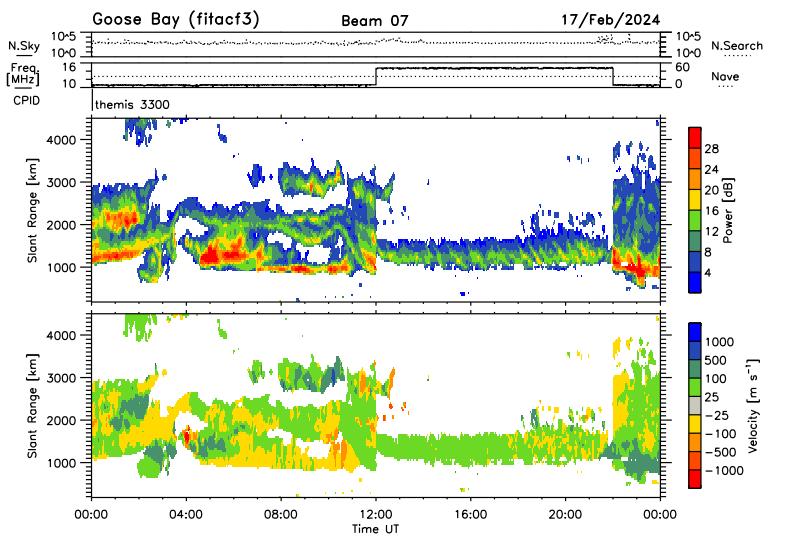 Goose Bay (fitacf3) Beam 07 17/Feb/2024
N.Sky 10^5 10^0 10^5 10^0 N.Search
Freq. [MHz] 16 10 60 0 Nave
CPID themis 3300
Slant Range [km] 4000 3000 2000 1000
28 24 20 16 12 8 4 Power [dB]
Slant Range [km] 4000 3000 2000 1000
1000 500 100 25 -25 -100 -500 -1000 Velocity [m s⁻¹]
00:00 04:00 08:00 12:00 16:00 20:00 00:00
Time UT